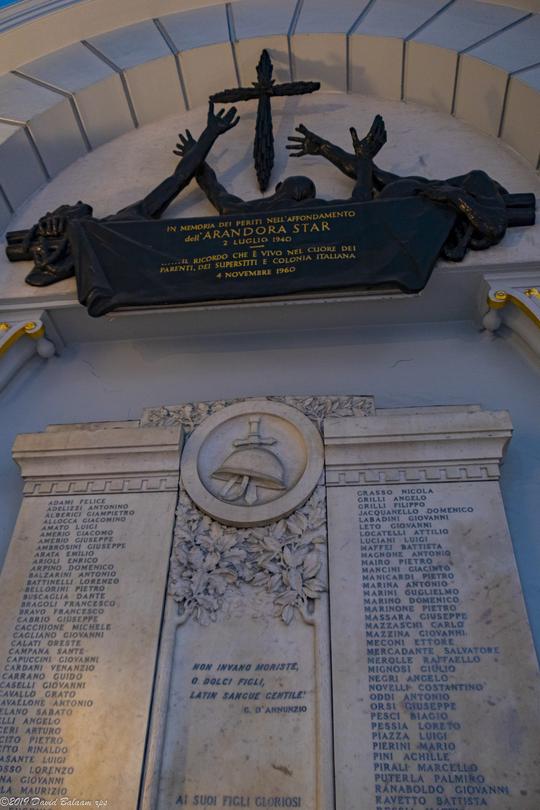 IN MEMORIA DEI PERITI NELL'AFFONDAMENTO
dell'ARANDORA STAR
2 LUGLIO 1940
......IL RICORDO CHE È VIVO NEL CUORE DEI
PARENTI, DEI SUPERSTITI E COLONIA ITALIANA
4 NOVEMBRE 1960
ADAMI FELICE
ADELIZZI ANTONINO
ALBERICI GIAMPIETRO
ALLOCCA GIACOMINO
AMATO LUIGI
AMERIO GIACOMO
AMERIO GIUSEPPE
AMBROSINI GIUSEPPE
ARATA EMILIO
ARIOLI ENRICO
ARPINO DOMENICO
BALZARINI ANTONIO
BATTINELLI LORENZO
BELLORINI PIETRO
BUSCAGLIA DANTE
BRAGOLI FRANCESCO
BRAVO FRANCESCO
CABRIO GIUSEPPE
CACCHIONE MICHELE
CAGLIANO GIOVANNI
CALATI ORESTE
CAMPANA SANTE
CAPUCCINI GIOVANNI
CARDANI VENANZIO
CARRANO GUIDO
CASELLI GIOVANNI
CAVALLA GRATO
CAVALLONE ANTONIO
SABATO
ANGELO
ARTURO
PIETRO
RINALDO
LUIGI
LORENZO
GIOVANNI
MAURIZIO
NON INVANO MORISTE,
O DOLCI FIGLI,
LATIN SANGUE GENTILE!
G. D'ANNUNZIO
AI SUOI FIGLI GLORIOSI
GRASSO NICOLA
GRILLI ANGELO
GRILLI FILIPPO
JACQUANELLO DOMENICO
LABADINI GIOVANNI
LETO GIOVANNI
LOCATELLI ATTILIO
LUCIANI LUIGI
MAFFEI BATTISTA
MAGNONE ANTONIO
MAIRO PIETRO
MANCINI GIACINTO
MANICARDI PIETRO
MARINA ANTONIO
MARINI GUGLIELMO
MARINO DOMENICO
MARINONE PIETRO
MASSARA GIUSEPPE
MAZZASCHI CARLO
MAZZINA GIOVANNI
MECONI ETTORE
MERCADANTE SALVATORE
MEROLLE RAFFAELLO
MIGNOSI GIULIO
NEGRI ANGELO
NOVELLI COSTANTINO
ODDI ANTONIO
ORSI GIUSEPPE
PESCI BIAGIO
PESSIA LORETO
PIAZZA LUIGI
PIERINI MARIO
PINI ACHILLE
PIRALI MARCELLO
PUTERLA PALMIRO
RANABOLDO GIOVANNI
RAVETTO BATTISTA
©2019 David Balaam rps